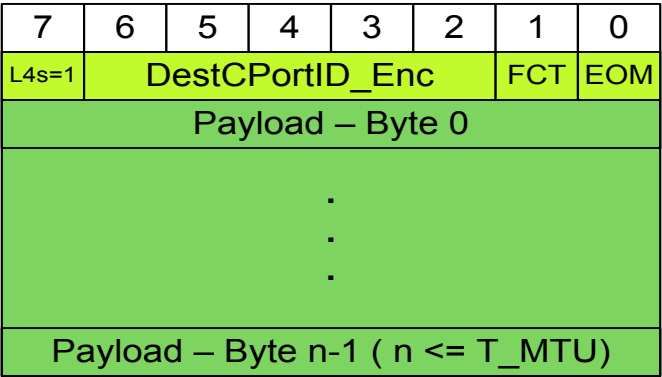 7 6 5 4 3 2 1 0
L4s=1 DestCPortID_Enc FCT EOM
Payload – Byte 0
.
.
.
Payload – Byte n-1 ( n <= T_MTU)